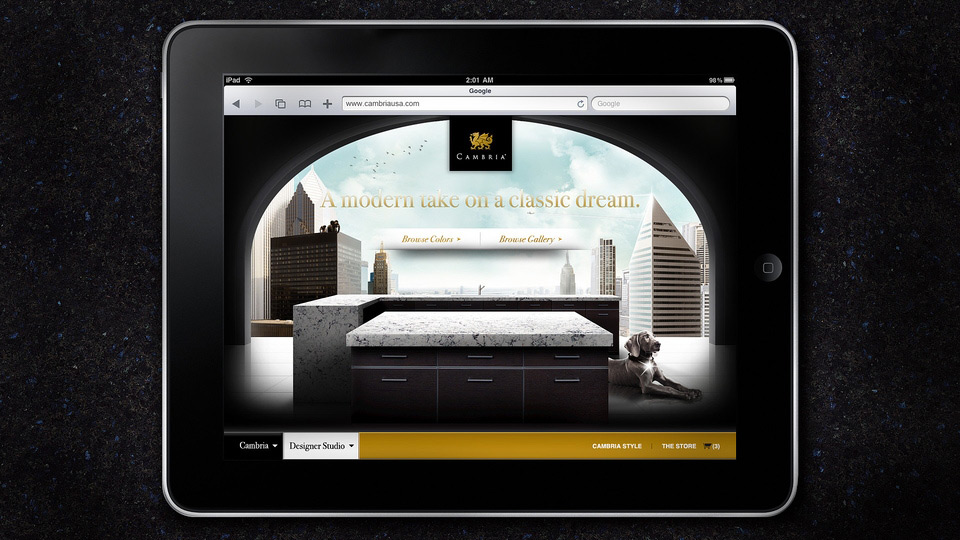 iPad 2:01 AM 98%
Google
www.cambriausa.com Google
CAMBRIA
A modern take on a classic dream.
Browse Colors Browse Gallery
Cambria Designer Studio CAMBRIA STYLE THE STORE (3)